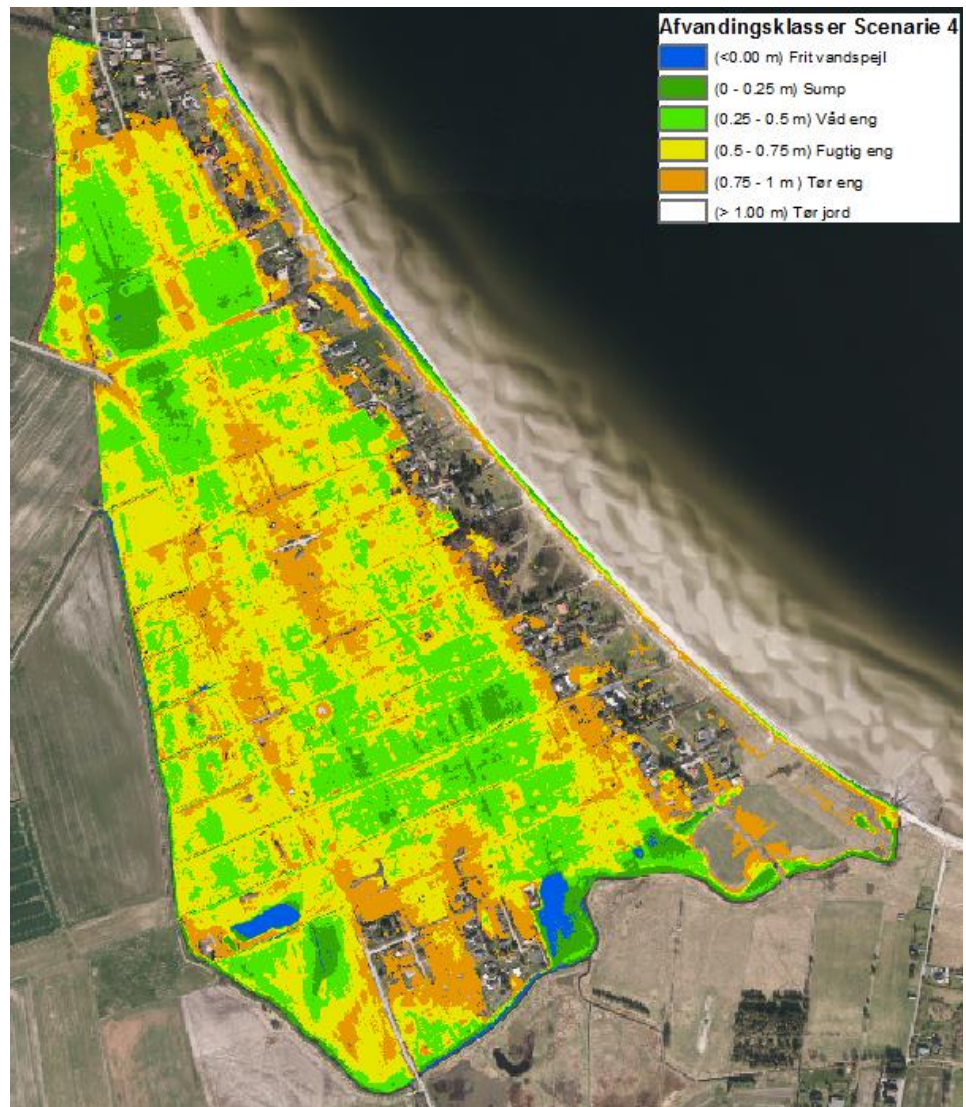 Afvandingsklasser Scenarie 4
(<0.00 m) Frit vandspejl
(0 - 0.25 m) Sump
(0.25 - 0.5 m) Våd eng
(0.5 - 0.75 m) Fugtig eng
(0.75 - 1 m ) Tør eng
(> 1.00 m) Tør jord